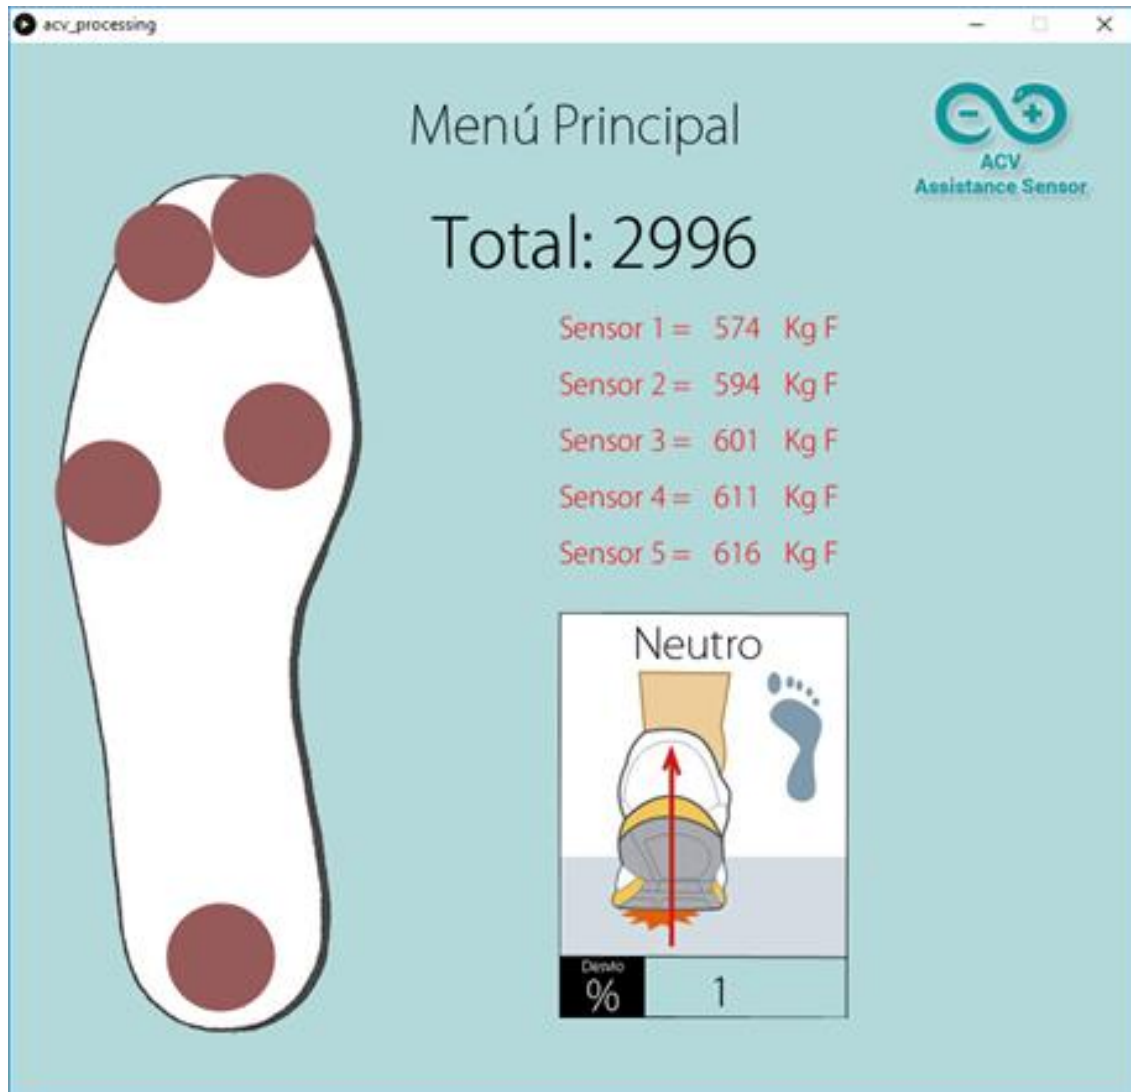 acv_processing
Menú Principal
ACV
Assistance Sensor
Total: 2996
Sensor 1 = 574 Kg F
Sensor 2 = 594 Kg F
Sensor 3 = 601 Kg F
Sensor 4 = 611 Kg F
Sensor 5 = 616 Kg F
Neutro
Desvio
% 1